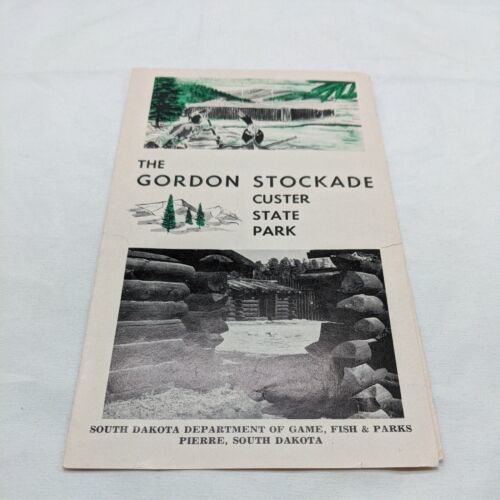 THE
GORDON STOCKADE
CUSTER
STATE
PARK
SOUTH DAKOTA DEPARTMENT OF GAME, FISH & PARKS
PIERRE, SOUTH DAKOTA